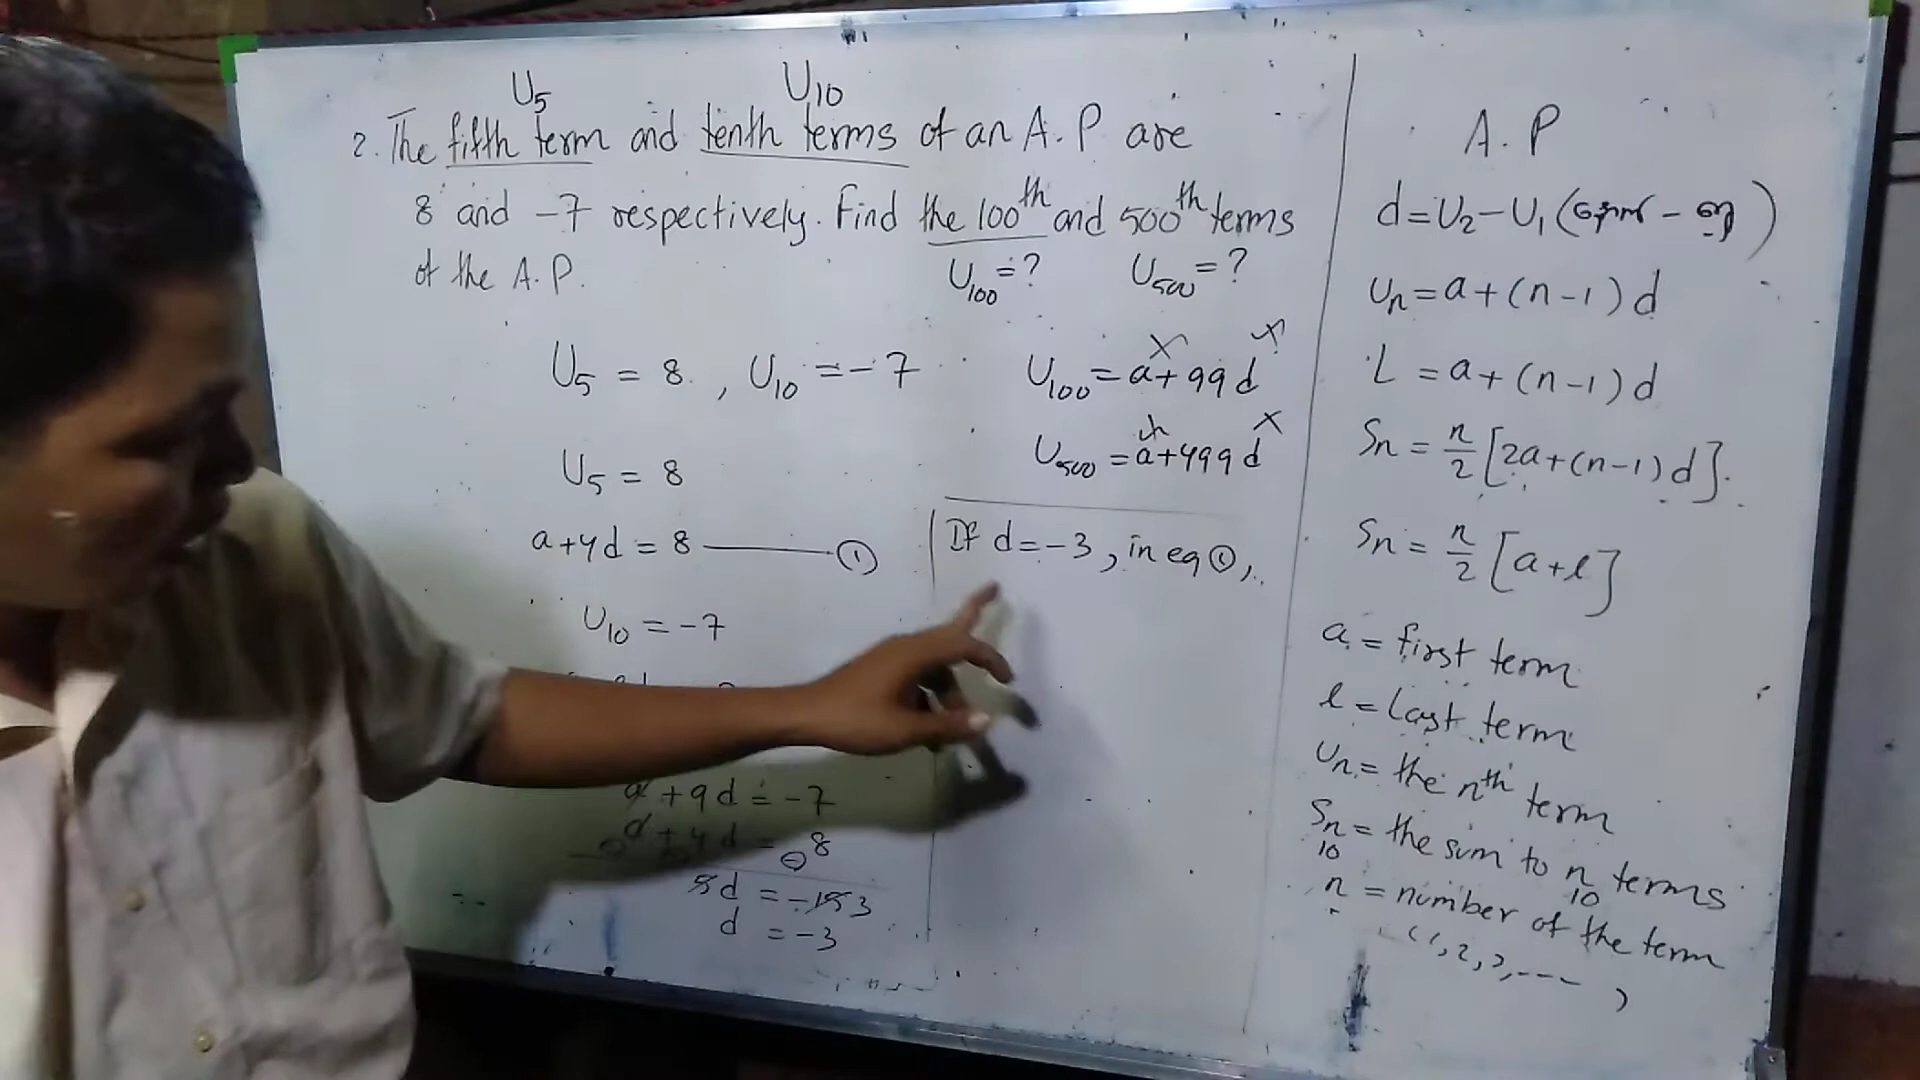 U5 U10
2. The fifth term and tenth terms of an A.P are
8 and -7 respectively. Find the 100th and 500th terms
of the A.P.
U100 = ? U500 = ?
U5 = 8 , U10 = -7
U5 = 8
a+4d = 8 ——— ①
U10 = -7
a +9d = -7
a + 4d = 8
5d = -15 3
d = -3
U100 = a+99d
U500 = a+499d
If d = -3, in eq ①,
A.P
d = U2 - U1 ( - )
Un = a+(n-1)d
L = a+(n-1)d
Sn = n/2 [2a+(n-1)d].
Sn = n/2 [a+l]
a = first term
l = last term
Un = the nth term
Sn = the sum to n terms
10 10
n = number of the term
(1,2,3,---)